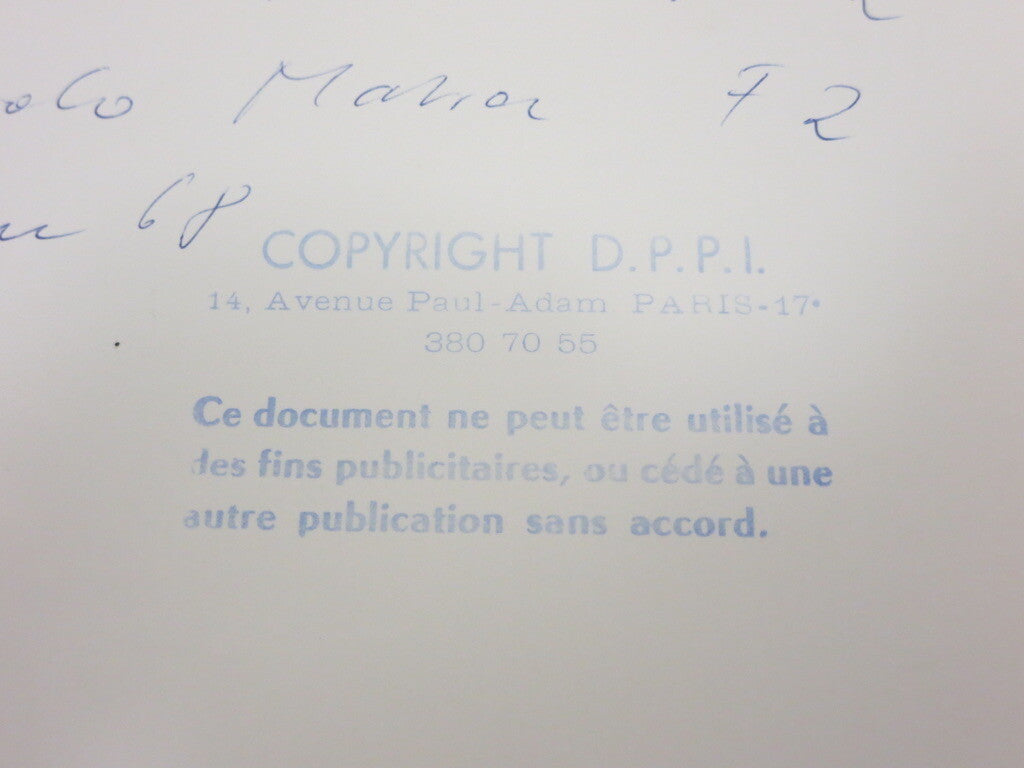 Matra F2
68
COPYRIGHT D.P.P.I.
14, Avenue Paul-Adam PARIS-17e
380 70 55
Ce document ne peut être utilisé à
des fins publicitaires, ou cédé à une
autre publication sans accord.